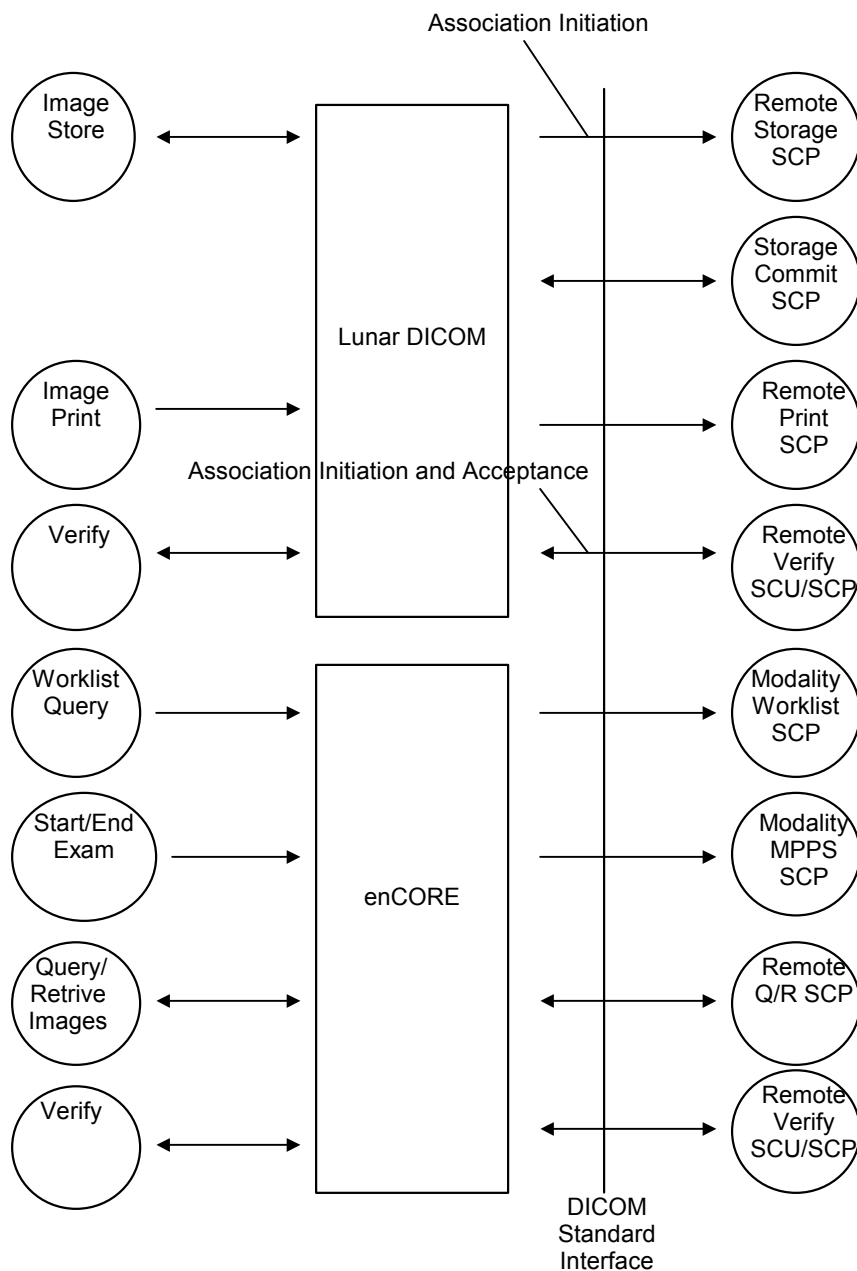 Association Initiation
Image
Store
Remote
Storage
SCP
Storage
Commit
SCP
Lunar DICOM
Image
Print
Remote
Print
SCP
Association Initiation and Acceptance
Verify
Remote
Verify
SCU/SCP
Worklist
Query
Modality
Worklist
SCP
Start/End
Exam
Modality
MPPS
SCP
enCORE
Query/
Retrive
Images
Remote
Q/R SCP
Verify
Remote
Verify
SCU/SCP
DICOM
Standard
Interface